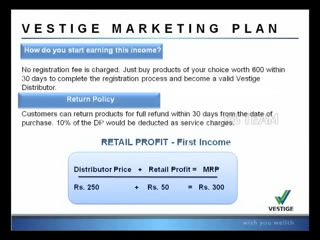 VESTIGE MARKETING PLAN
How do you start earning this income?
No registration fee is charged. Just buy products of your choice worth 600 within
30 days to complete the registration process and become a valid Vestige
Distributor.
Return Policy
Customers can return products for full refund within 30 days from the date of
purchase. 10% of the DP would be deducted as service charges.
RETAIL PROFIT - First Income
Distributor Price + Retail Profit = MRP
Rs. 250 + Rs. 50 = Rs. 300
VESTIGE
wish you wellth